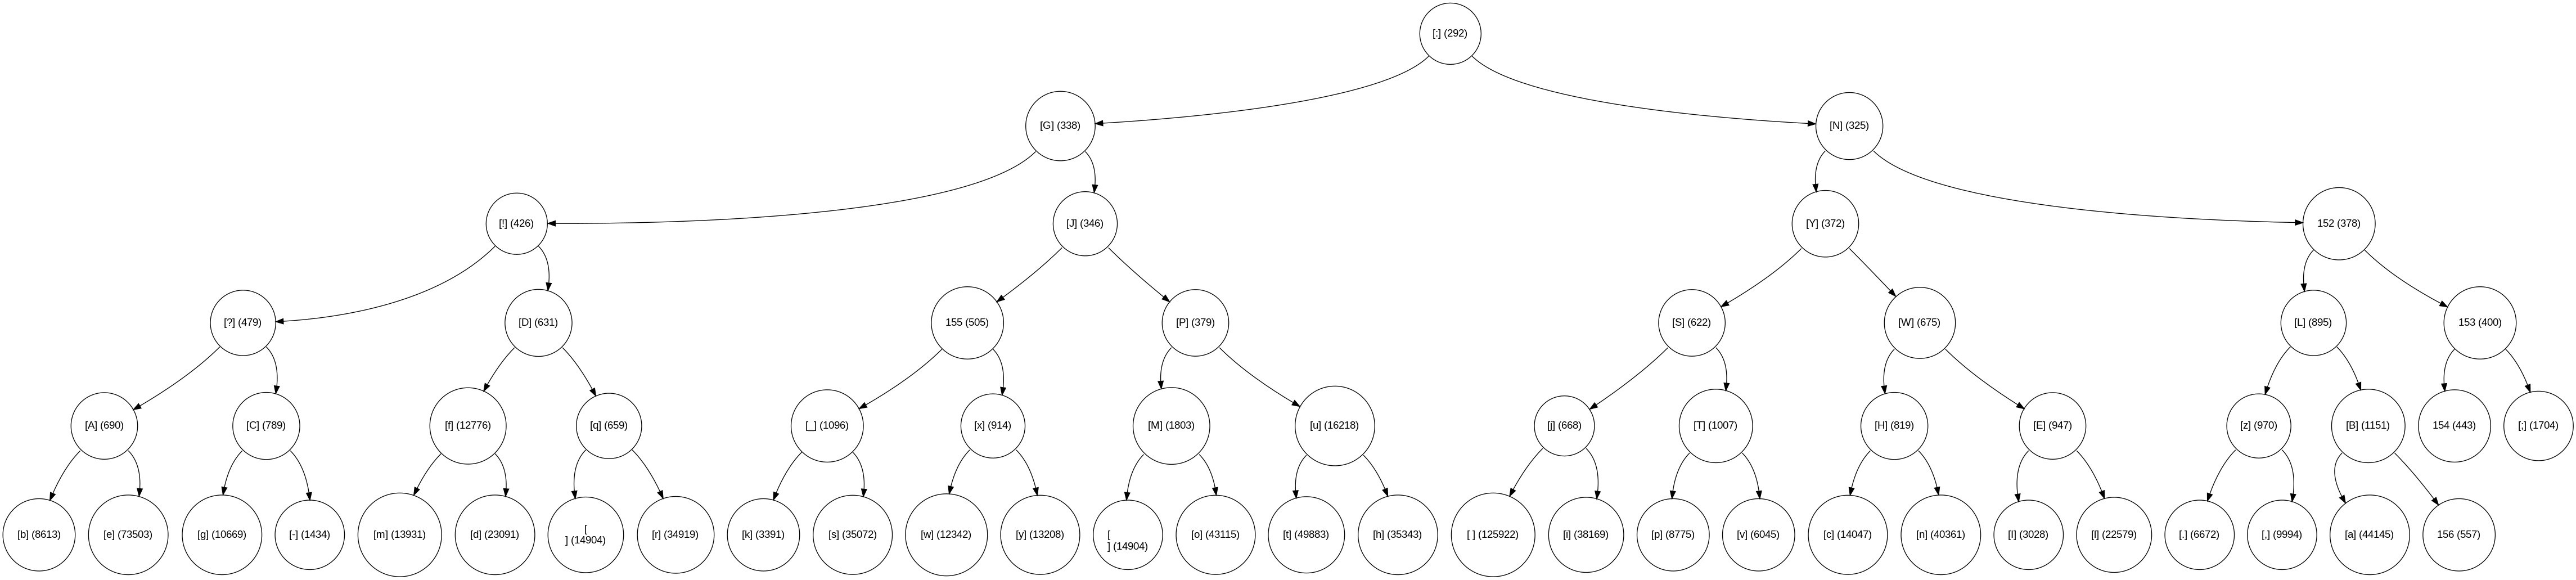 [:] (292)
[G] (338)
[N] (325)
[!] (426)
[J] (346)
[Y] (372)
152 (378)
[?] (479)
[D] (631)
155 (505)
[P] (379)
[S] (622)
[W] (675)
[L] (895)
153 (400)
[A] (690)
[C] (789)
[f] (12776)
[q] (659)
[_] (1096)
[x] (914)
[M] (1803)
[u] (16218)
[j] (668)
[T] (1007)
[H] (819)
[E] (947)
[z] (970)
[B] (1151)
154 (443)
[;] (1704)
[b] (8613)
[e] (73503)
[g] (10669)
[-] (1434)
[m] (13931)
[d] (23091)
[
] (14904)
[r] (34919)
[k] (3391)
[s] (35072)
[w] (12342)
[y] (13208)
[
] (14904)
[o] (43115)
[t] (49883)
[h] (35343)
[ ] (125922)
[i] (38169)
[p] (8775)
[v] (6045)
[c] (14047)
[n] (40361)
[I] (3028)
[l] (22579)
[.] (6672)
[,] (9994)
[a] (44145)
156 (557)